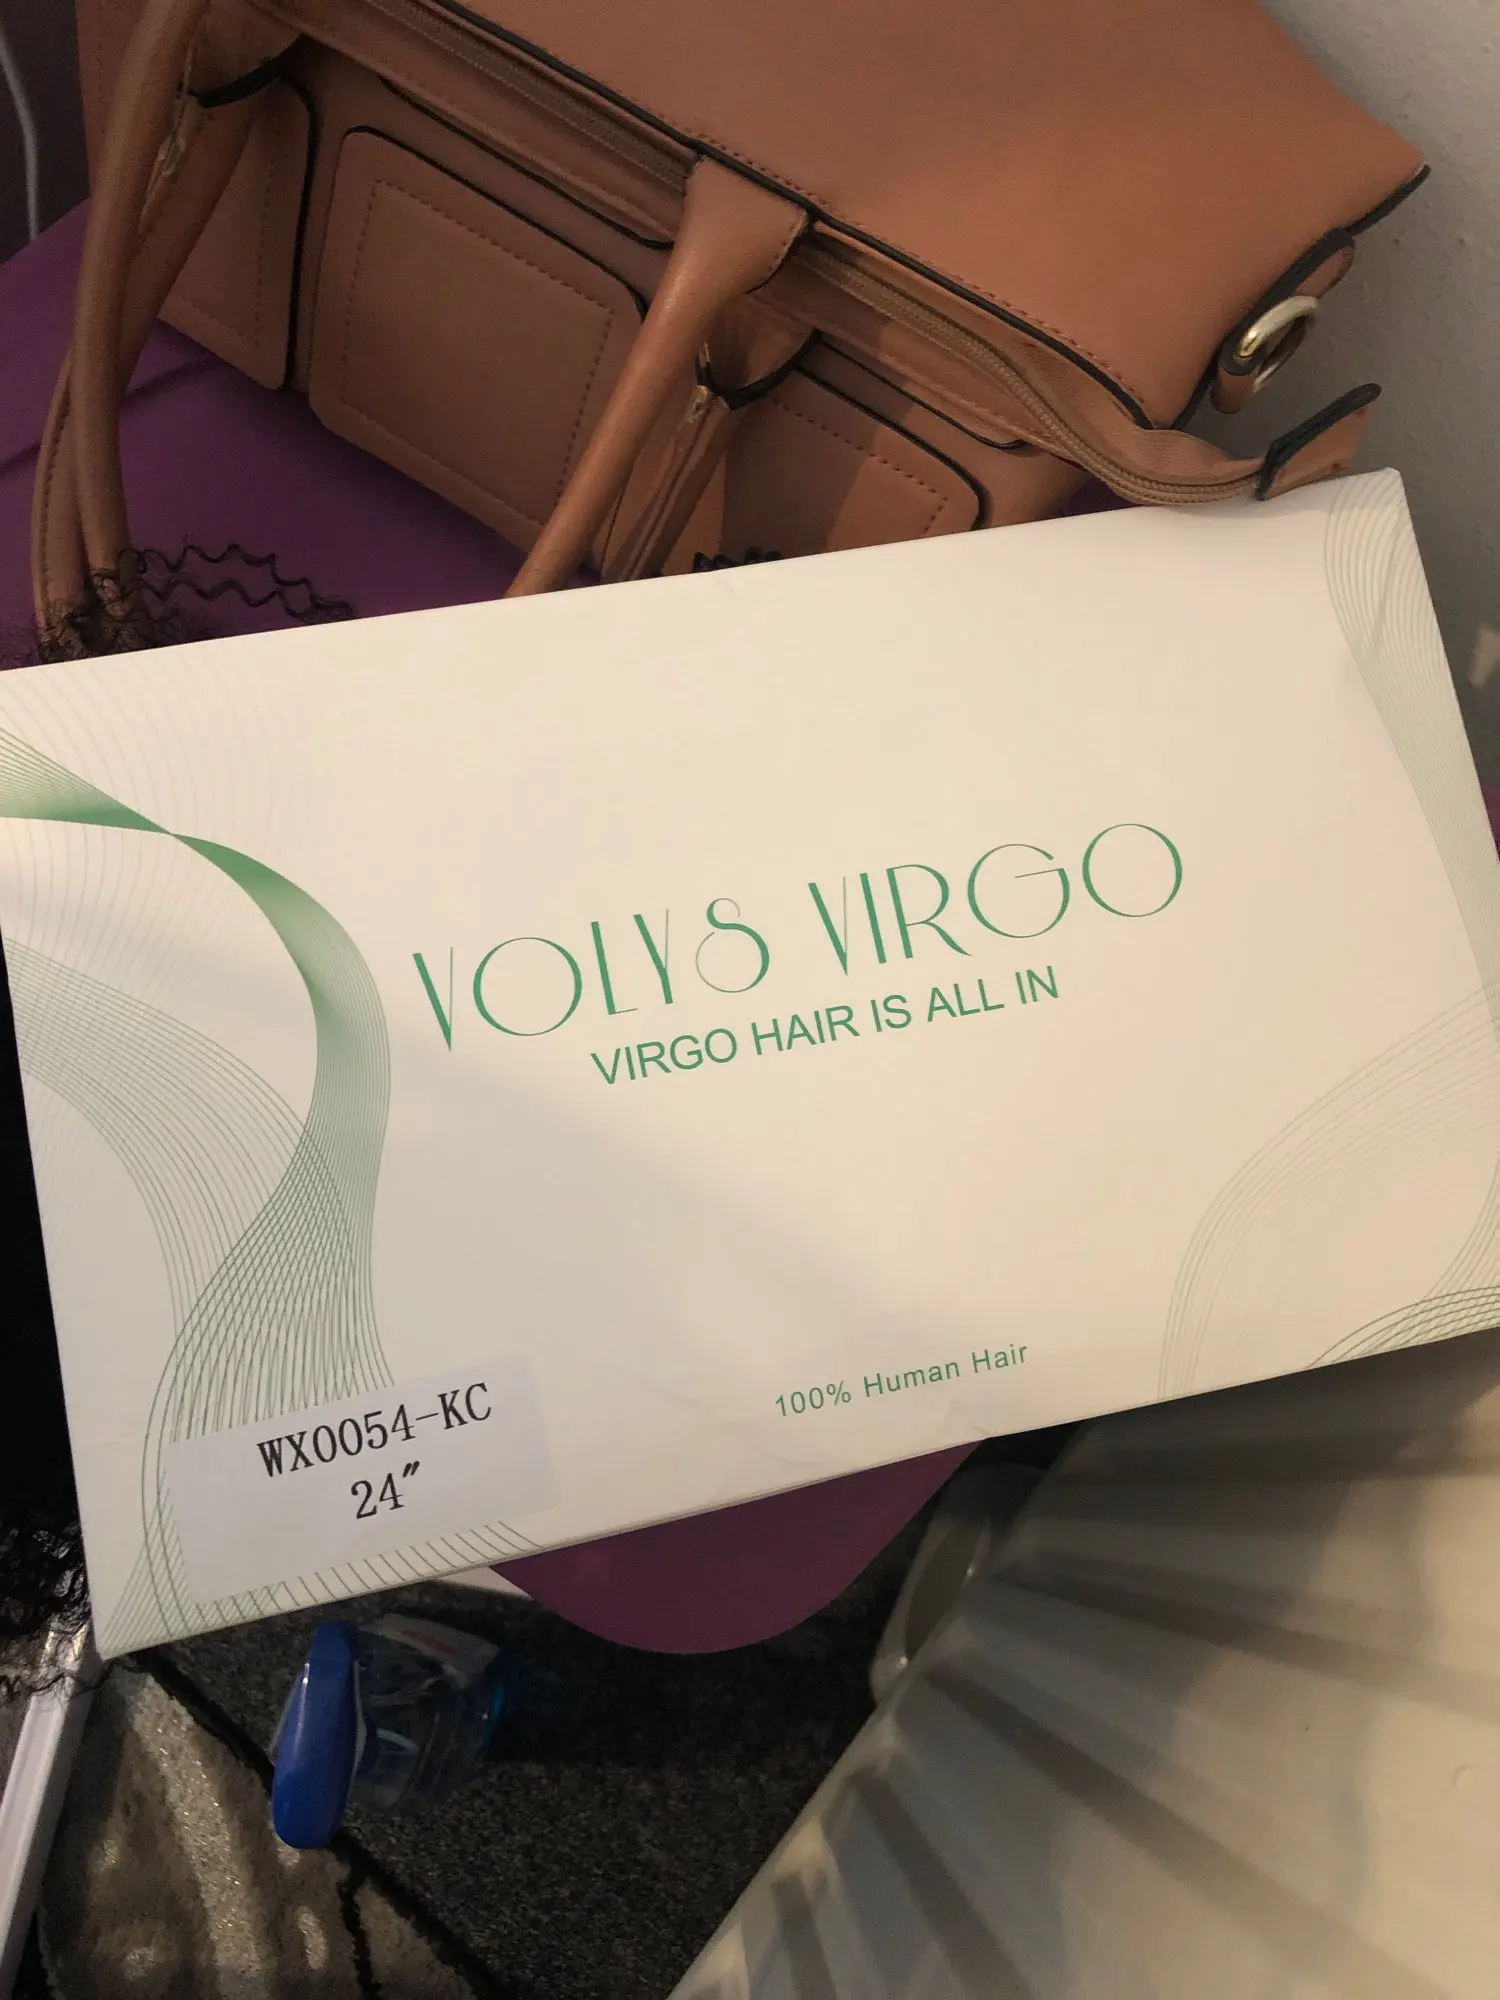 VOLYS VIRGO
VIRGO HAIR IS ALL IN
100% Human Hair
WX0054-KC
24"